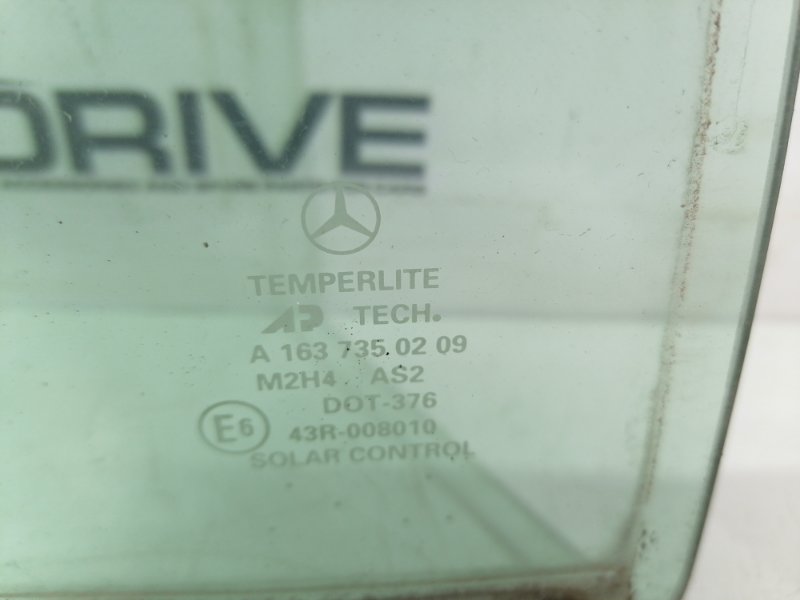 DRIVE
TEMPERLITE
AP TECH.
A 163 735 02 09
M2H4 AS2
DOT-376
E6 43R-008010
SOLAR CONTROL